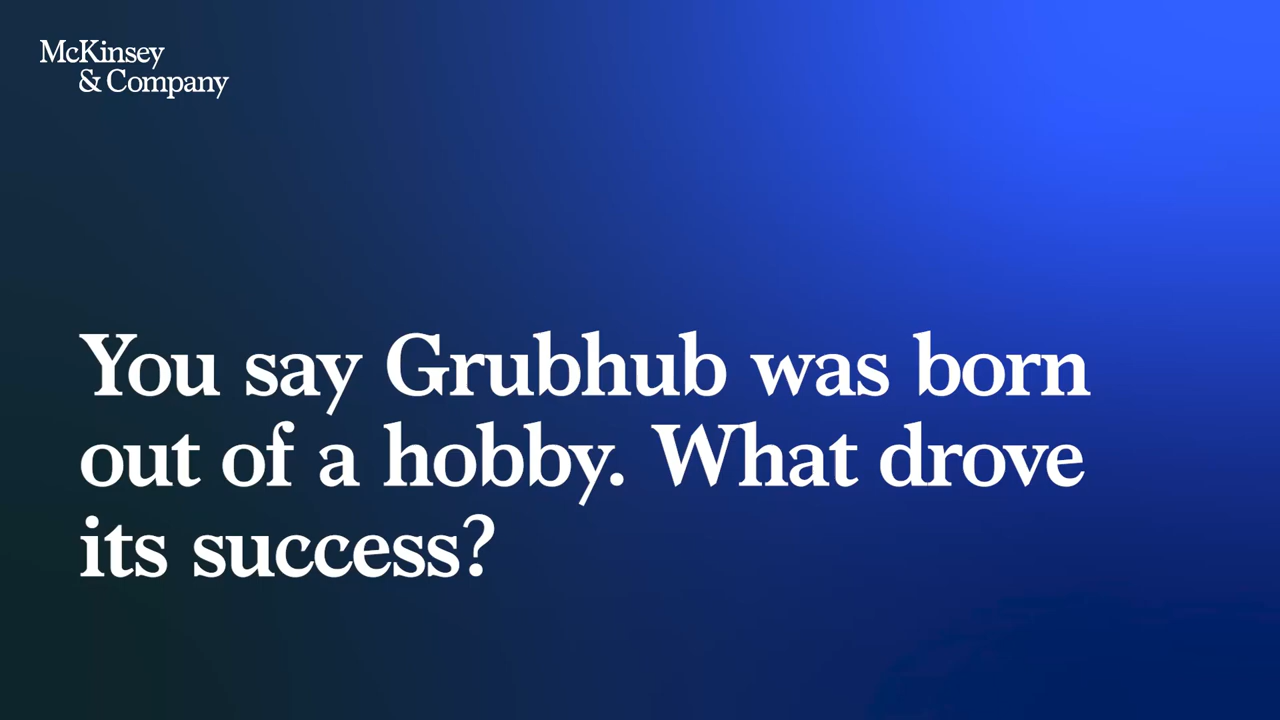 McKinsey
& Company
You say Grubhub was born
out of a hobby. What drove
its success?